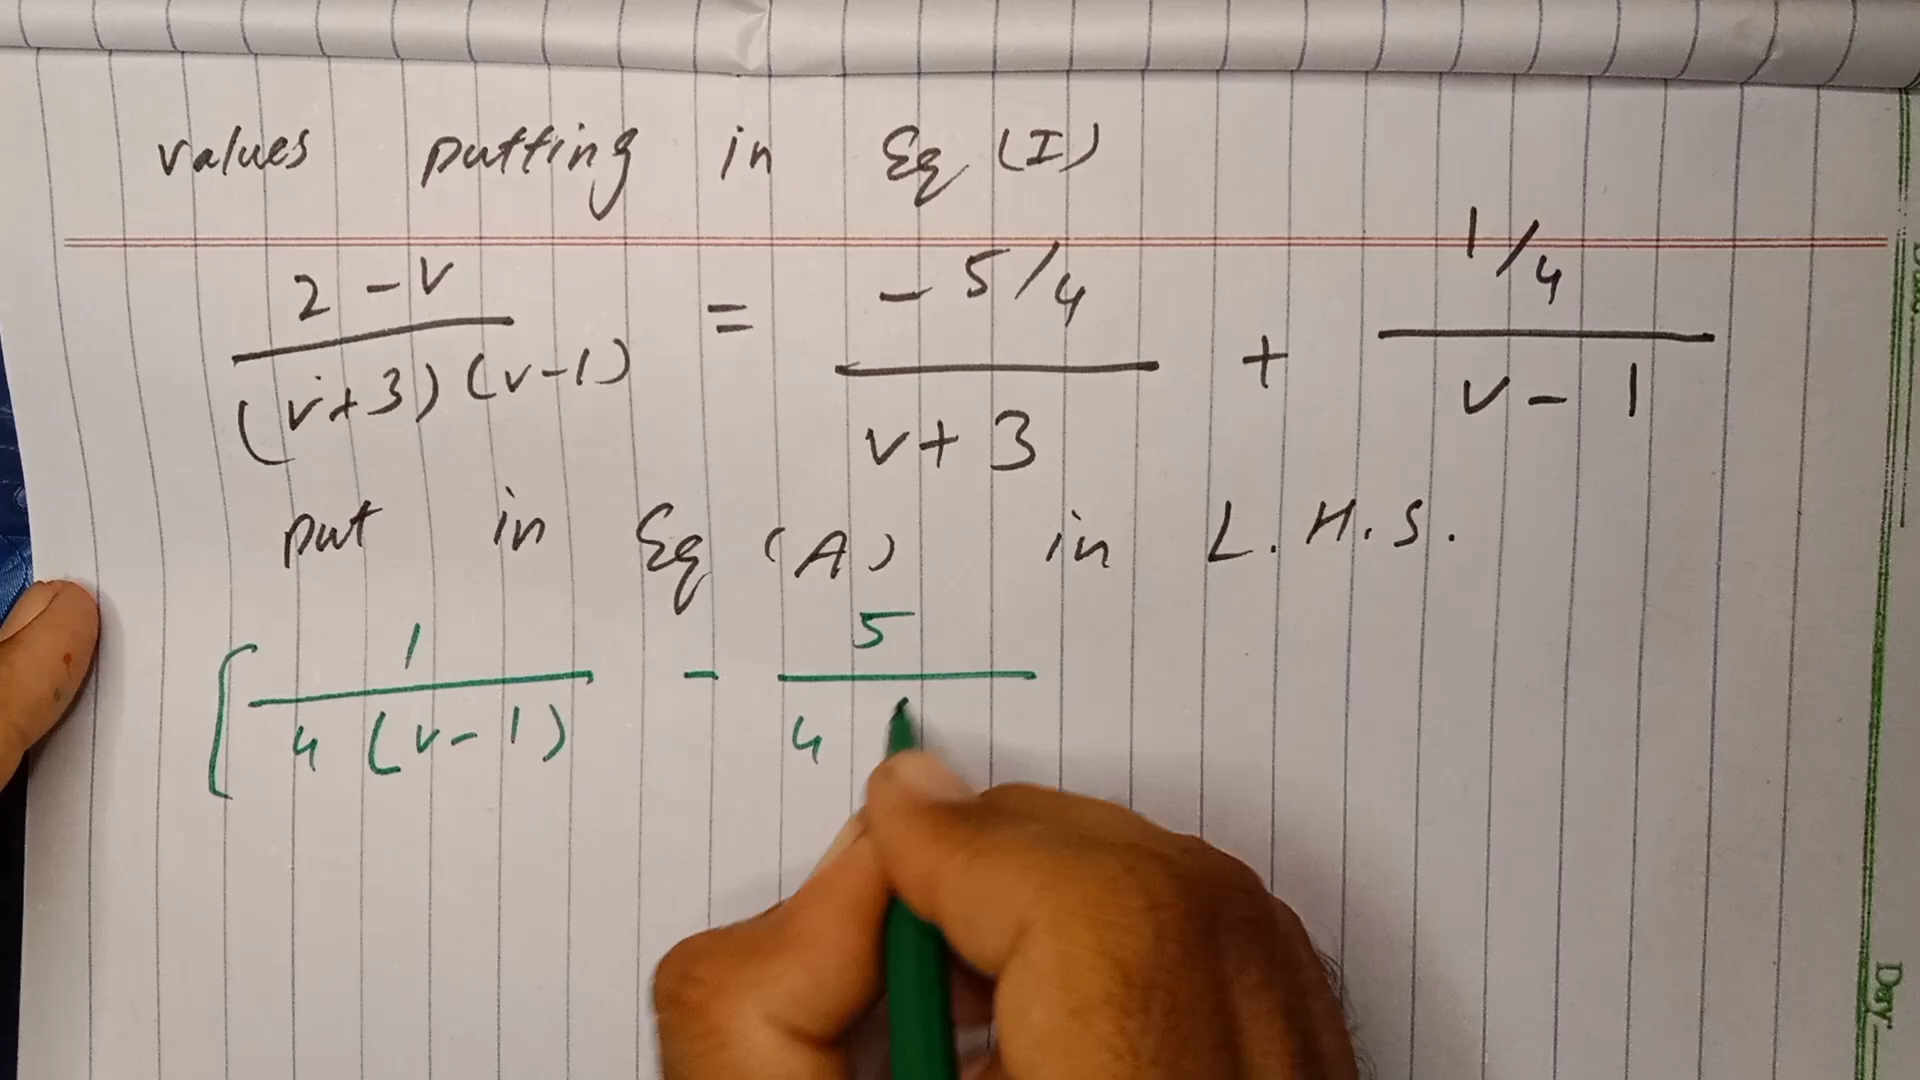 values putting in Eq (I)
2 - v / (v+3) (v-1) = - 5/4 / v + 3 + 1/4 / v - 1
put in Eq (A) in L.H.S.
[ 1 / 4 (v-1) - 5 / 4
Day